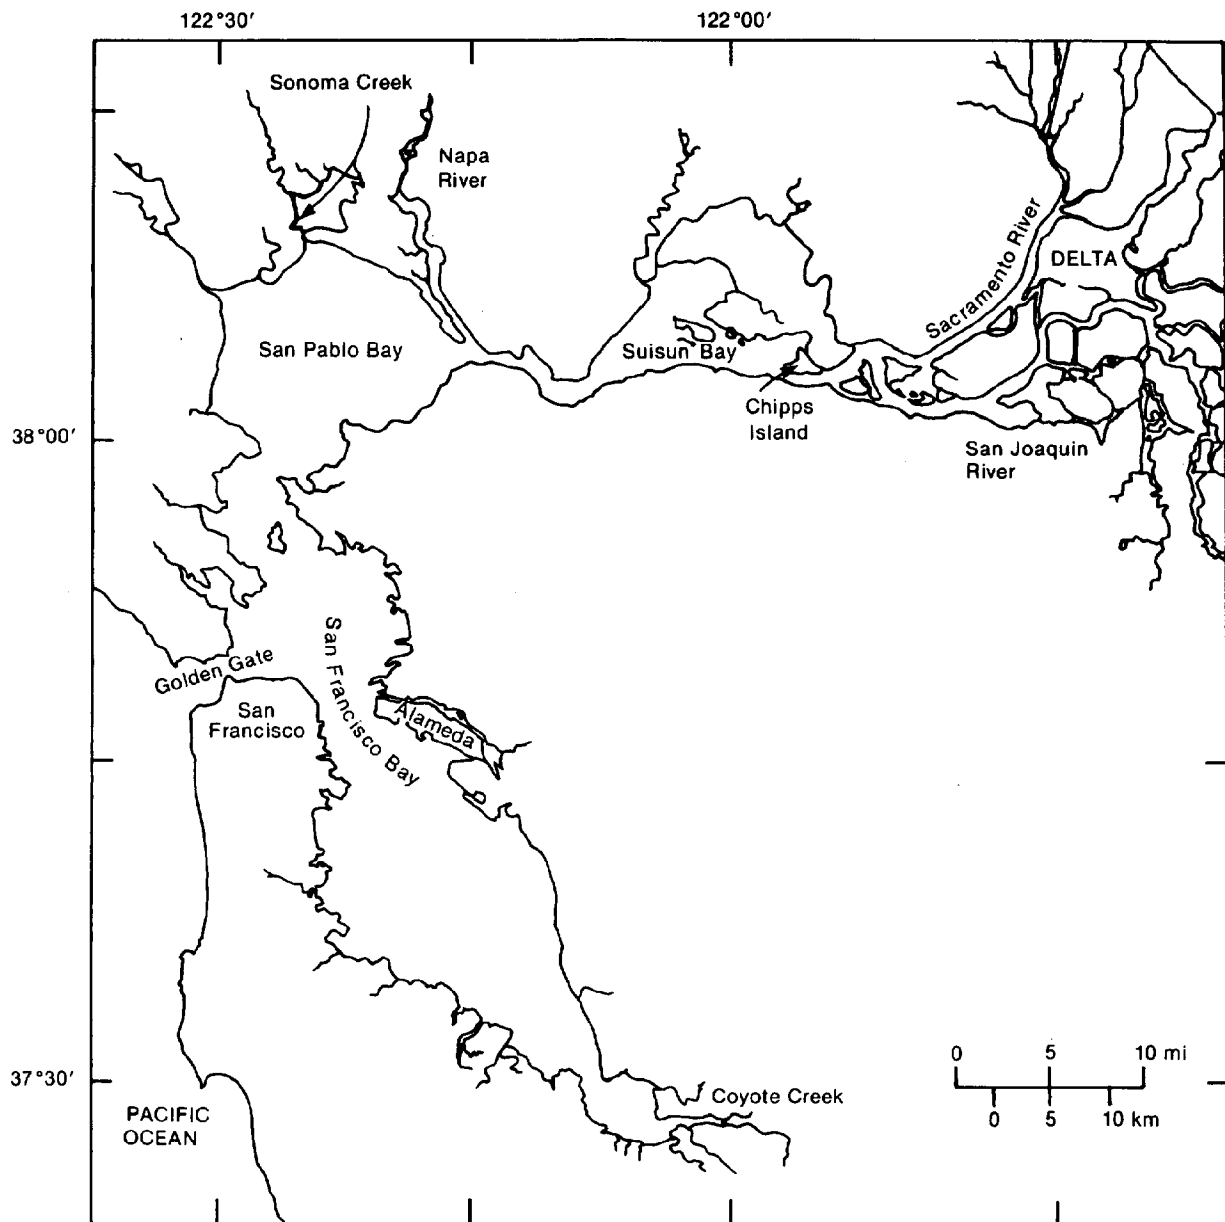 122°30′
122°00′
Sonoma Creek
Napa
River
Sacramento River
DELTA
San Pablo Bay
Suisun Bay
Chipps
Island
38°00′
San Joaquin
River
San Francisco Bay
Golden Gate
San
Francisco
Alameda
0 5 10 mi
37°30′
Coyote Creek
0 5 10 km
PACIFIC
OCEAN